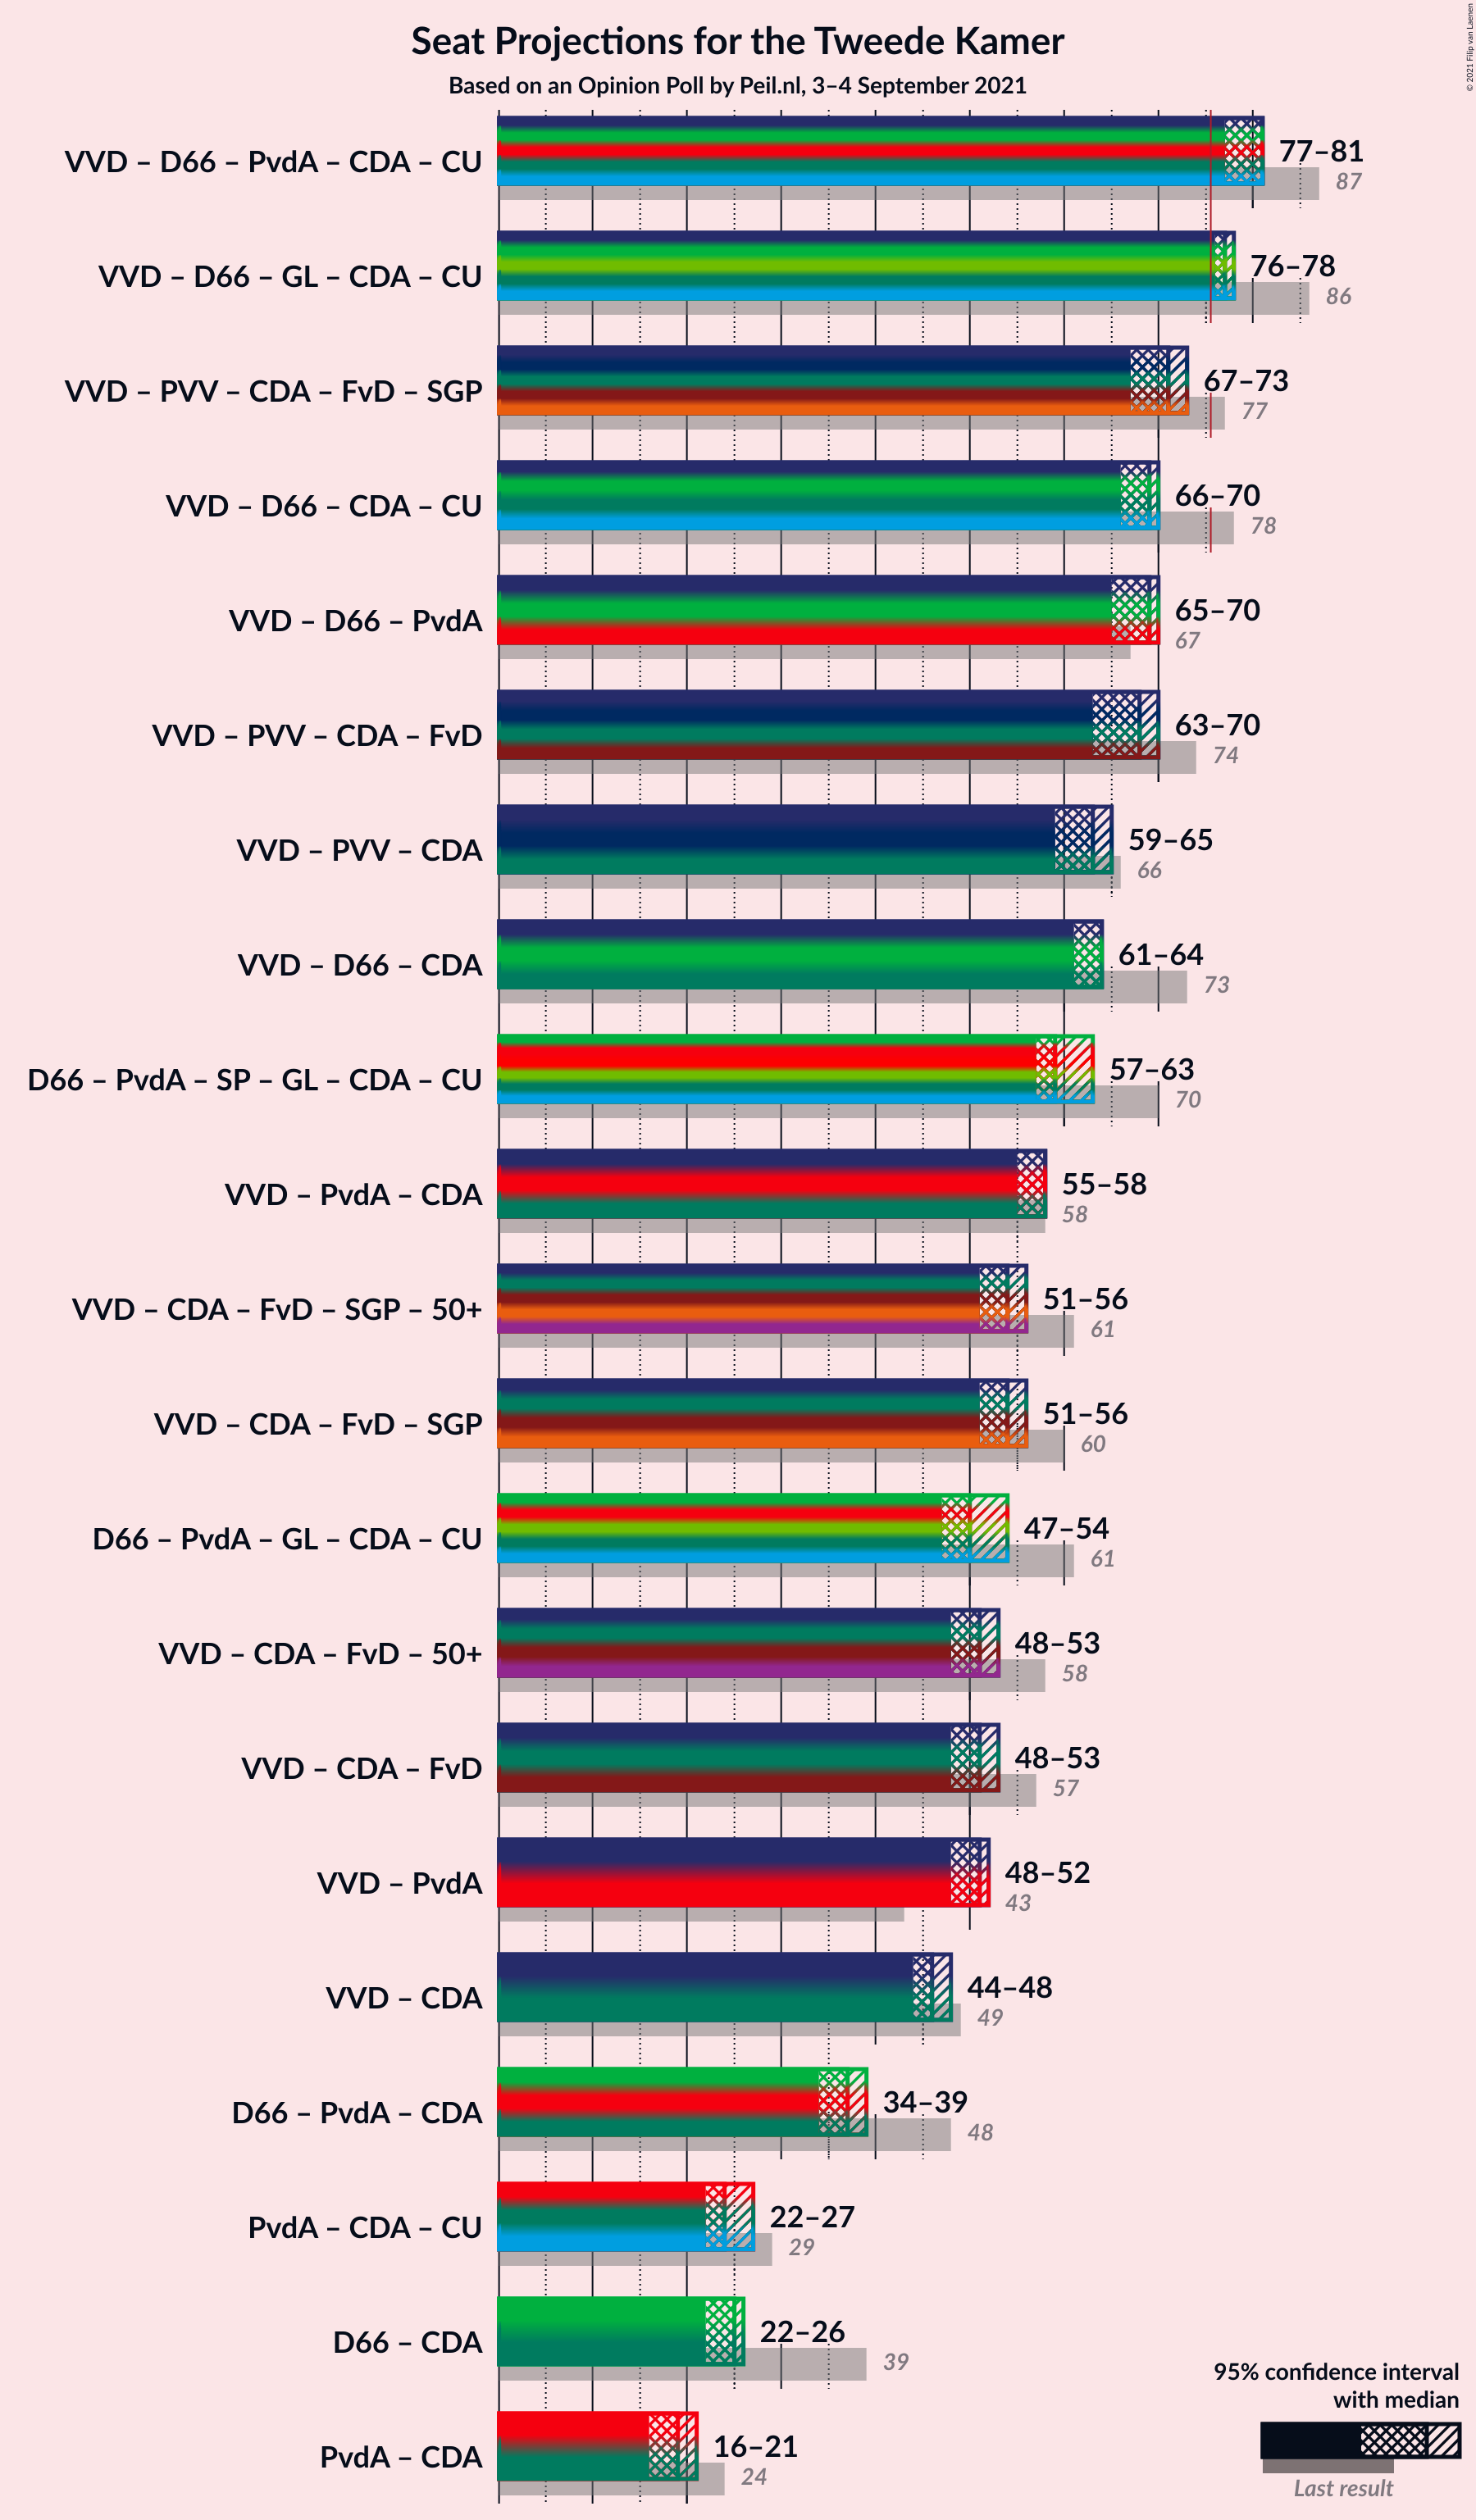 Seat Projections for the Tweede Kamer
Based on an Opinion Poll by Peil.nl, 3–4 September 2021
© 2021 Filip van Laenen
VVD – D66 – PvdA – CDA – CU
77–81
87
VVD – D66 – GL – CDA – CU
76–78
86
VVD – PVV – CDA – FvD – SGP
67–73
77
VVD – D66 – CDA – CU
66–70
78
VVD – D66 – PvdA
65–70
67
VVD – PVV – CDA – FvD
63–70
74
VVD – PVV – CDA
59–65
66
VVD – D66 – CDA
61–64
73
D66 – PvdA – SP – GL – CDA – CU
57–63
70
VVD – PvdA – CDA
55–58
58
VVD – CDA – FvD – SGP – 50+
51–56
61
VVD – CDA – FvD – SGP
51–56
60
D66 – PvdA – GL – CDA – CU
47–54
61
VVD – CDA – FvD – 50+
48–53
58
VVD – CDA – FvD
48–53
57
VVD – PvdA
48–52
43
VVD – CDA
44–48
49
D66 – PvdA – CDA
34–39
48
PvdA – CDA – CU
22–27
29
D66 – CDA
22–26
39
PvdA – CDA
16–21
24
95% confidence interval
with median
Last result